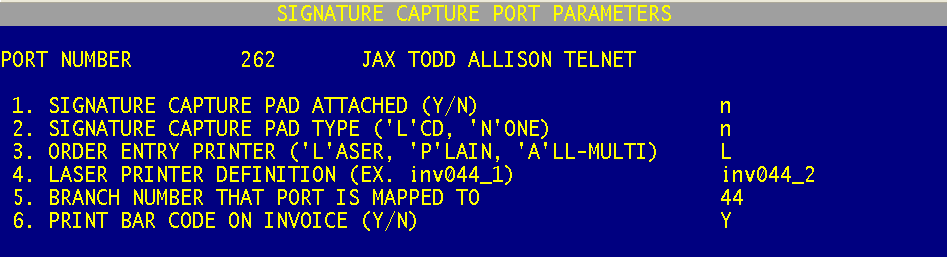 SIGNATURE CAPTURE PORT PARAMETERS
PORT NUMBER 262 JAX TODD ALLISON TELNET
1. SIGNATURE CAPTURE PAD ATTACHED (Y/N) n
2. SIGNATURE CAPTURE PAD TYPE ('L'CD, 'N'ONE) n
3. ORDER ENTRY PRINTER ('L'ASER, 'P'LAIN, 'A'LL-MULTI) L
4. LASER PRINTER DEFINITION (EX. inv044_1) inv044_2
5. BRANCH NUMBER THAT PORT IS MAPPED TO 44
6. PRINT BAR CODE ON INVOICE (Y/N) Y